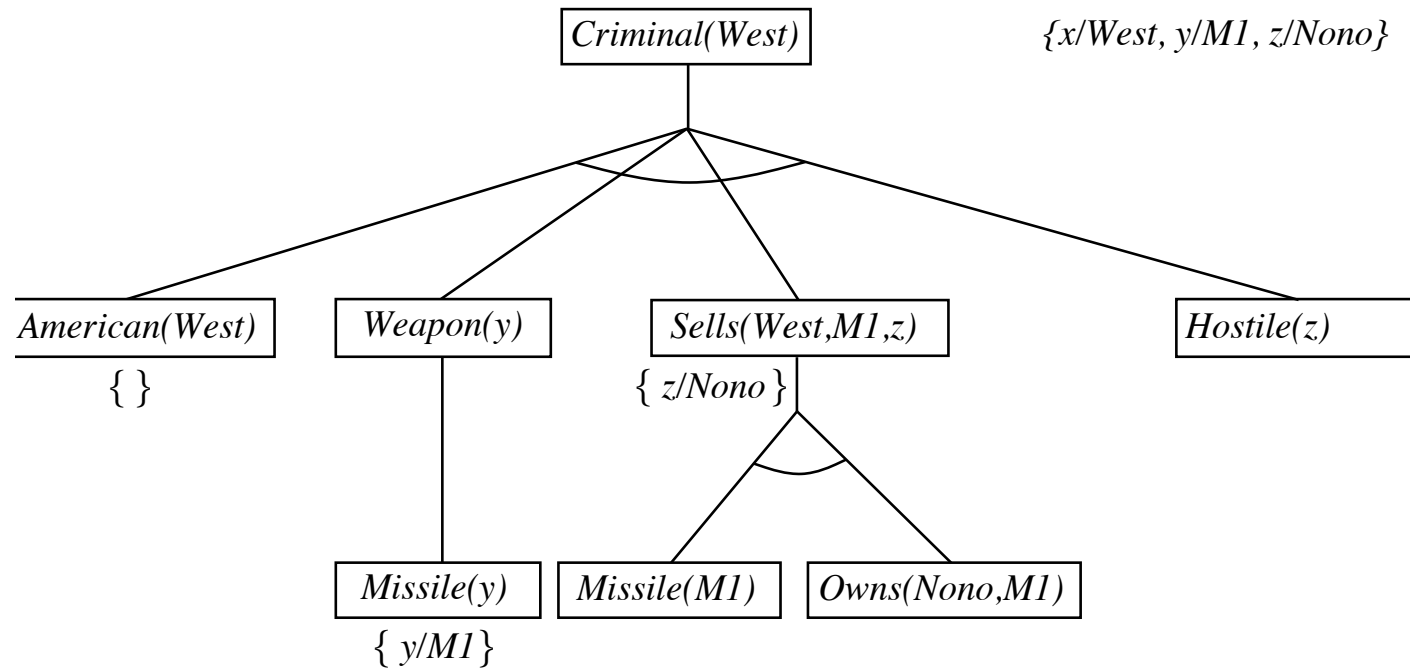 Criminal(West)
{x/West, y/M1, z/Nono}
American(West)
Weapon(y)
Sells(West,M1,z)
Hostile(z)
{ }
{ z/Nono }
Missile(y)
Missile(M1)
Owns(Nono,M1)
{ y/M1}